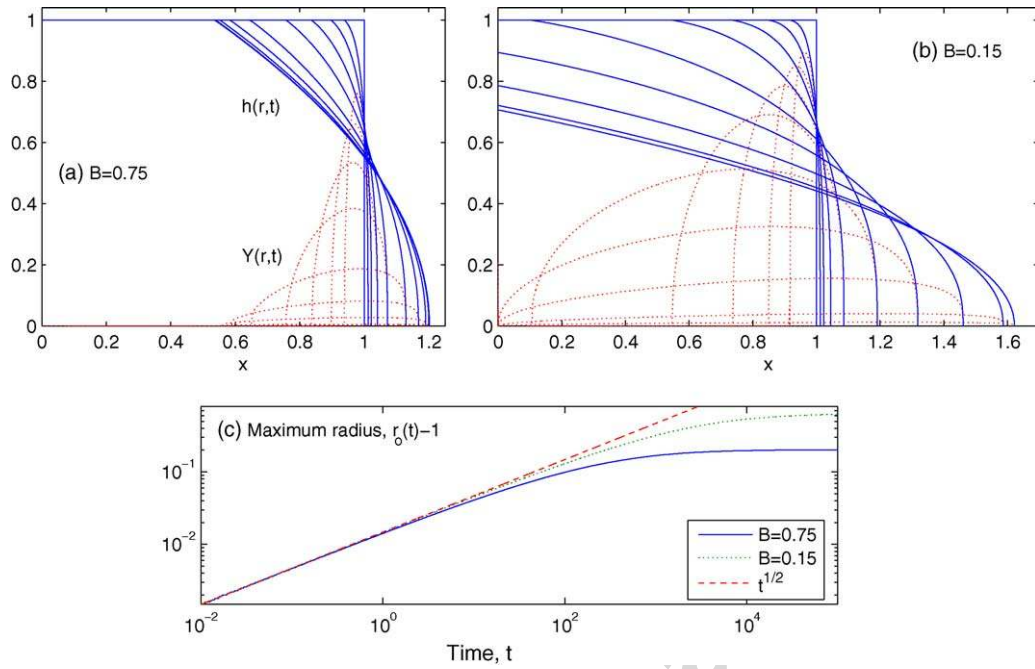 1
0.8
0.6
0.4
0.2
0
h(r,t)
(a) B=0.75
Y(r,t)
0 0.2 0.4 0.6 0.8 1 1.2
x
1
0.8
0.6
0.4
0.2
0
(b) B=0.15
0 0.2 0.4 0.6 0.8 1 1.2 1.4 1.6
x
(c) Maximum radius, r_o(t)−1
10^−1
10^−2
B=0.75
B=0.15
t^1/2
10^−2 10^0 10^2 10^4
Time, t